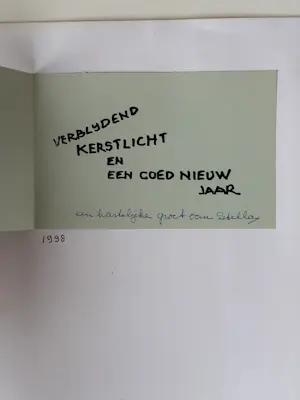 VERBLYDEND
KERSTLICHT
EN
EEN GOED NIEUW
JAAR
een hartelijke groet van Stella
1998